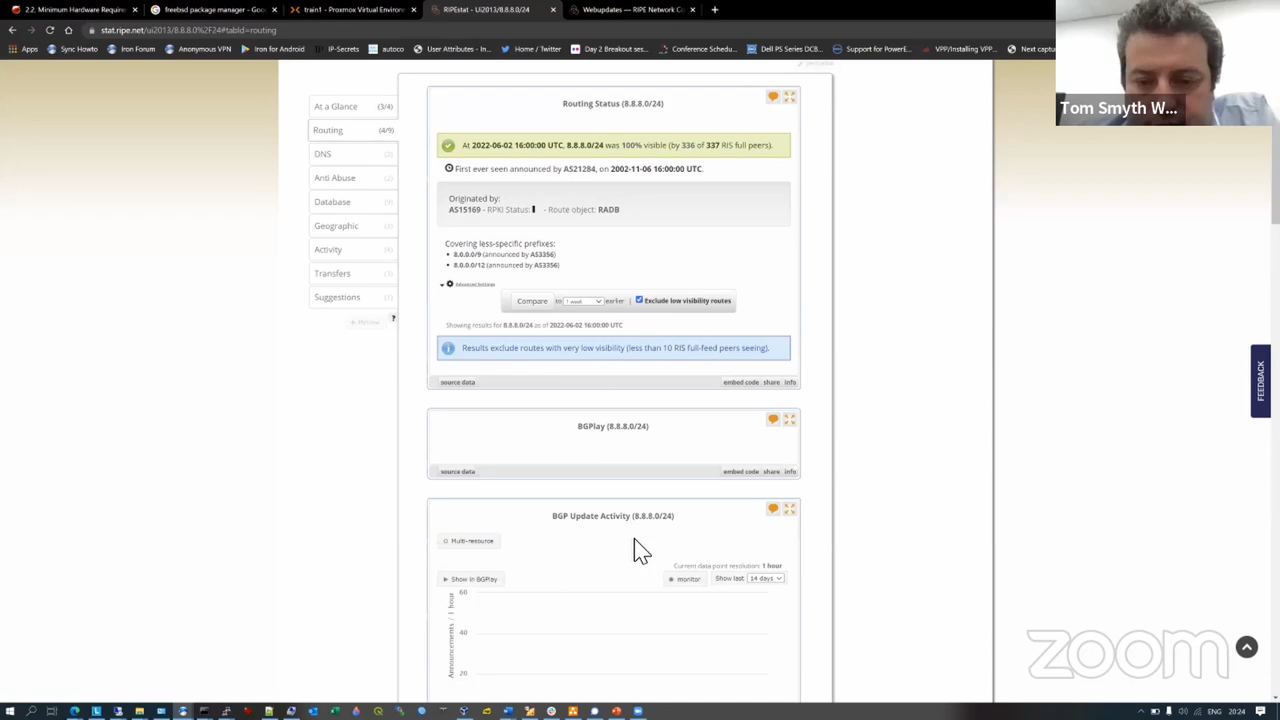 2.2. Minimum Hardware Require
freebsd package manager - Goo
train1 - Proxmox Virtual Environ
RIPEstat - Ui2013/8.8.8.0/24
Webupdates — RIPE Network Co
stat.ripe.net/ui2013/8.8.8.0%2F24#tabId=routing
Apps
Sync Howto
Iron Forum
Anonymous VPN
Iron for Android
IP-Secrets
autoco
User Attributes - In...
Home / Twitter
Day 2 Breakout ses...
Conference Schedu...
Dell PS Series DCB...
Support for PowerE...
VPP/Installing VPP...
Next captu
Tom Smyth W...
At a Glance (3/4)
Routing (4/9)
DNS (2)
Anti Abuse (2)
Database (9)
Geographic (3)
Activity (4)
Transfers (1)
Suggestions (1)
+ MyView ?
Routing Status (8.8.8.0/24)
At 2022-06-02 16:00:00 UTC, 8.8.8.0/24 was 100% visible (by 336 of 337 RIS full peers).
First ever seen announced by AS21284, on 2002-11-06 16:00:00 UTC.
Originated by:
AS15169 - RPKI Status: - Route object: RADB
Covering less-specific prefixes:
• 8.0.0.0/9 (announced by AS3356)
• 8.0.0.0/12 (announced by AS3356)
Advanced Settings
Compare to 1 week earlier | Exclude low visibility routes
Showing results for 8.8.8.0/24 as of 2022-06-02 16:00:00 UTC
Results exclude routes with very low visibility (less than 10 RIS full-feed peers seeing).
source data embed code share info
BGPlay (8.8.8.0/24)
source data embed code share info
BGP Update Activity (8.8.8.0/24)
Multi-resource
Current data point resolution: 1 hour
Show in BGPlay
monitor
Show last: 14 days
Announcements / 1 hour
60
40
20
FEEDBACK
zoom
ENG
20:24